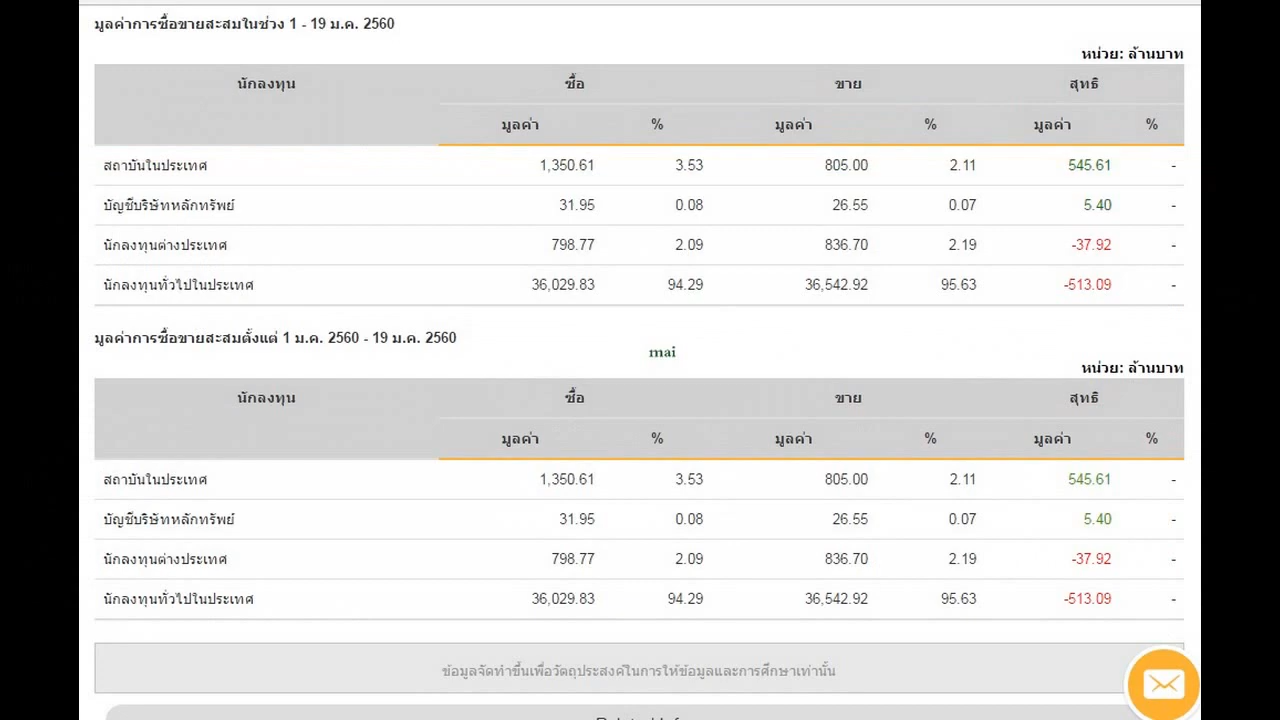 มูลค่าการซื้อขายสะสมในช่วง 1 - 19 ม.ค. 2560
หน่วย: ล้านบาท
นักลงทุน ซื้อ ขาย สุทธิ
มูลค่า % มูลค่า % มูลค่า %
สถาบันในประเทศ 1,350.61 3.53 805.00 2.11 545.61 -
บัญชีบริษัทหลักทรัพย์ 31.95 0.08 26.55 0.07 5.40 -
นักลงทุนต่างประเทศ 798.77 2.09 836.70 2.19 -37.92 -
นักลงทุนทั่วไปในประเทศ 36,029.83 94.29 36,542.92 95.63 -513.09 -
มูลค่าการซื้อขายสะสมตั้งแต่ 1 ม.ค. 2560 - 19 ม.ค. 2560
mai
หน่วย: ล้านบาท
นักลงทุน ซื้อ ขาย สุทธิ
มูลค่า % มูลค่า % มูลค่า %
สถาบันในประเทศ 1,350.61 3.53 805.00 2.11 545.61 -
บัญชีบริษัทหลักทรัพย์ 31.95 0.08 26.55 0.07 5.40 -
นักลงทุนต่างประเทศ 798.77 2.09 836.70 2.19 -37.92 -
นักลงทุนทั่วไปในประเทศ 36,029.83 94.29 36,542.92 95.63 -513.09 -
ข้อมูลจัดทำขึ้นเพื่อวัตถุประสงค์ในการให้ข้อมูลและการศึกษาเท่านั้น